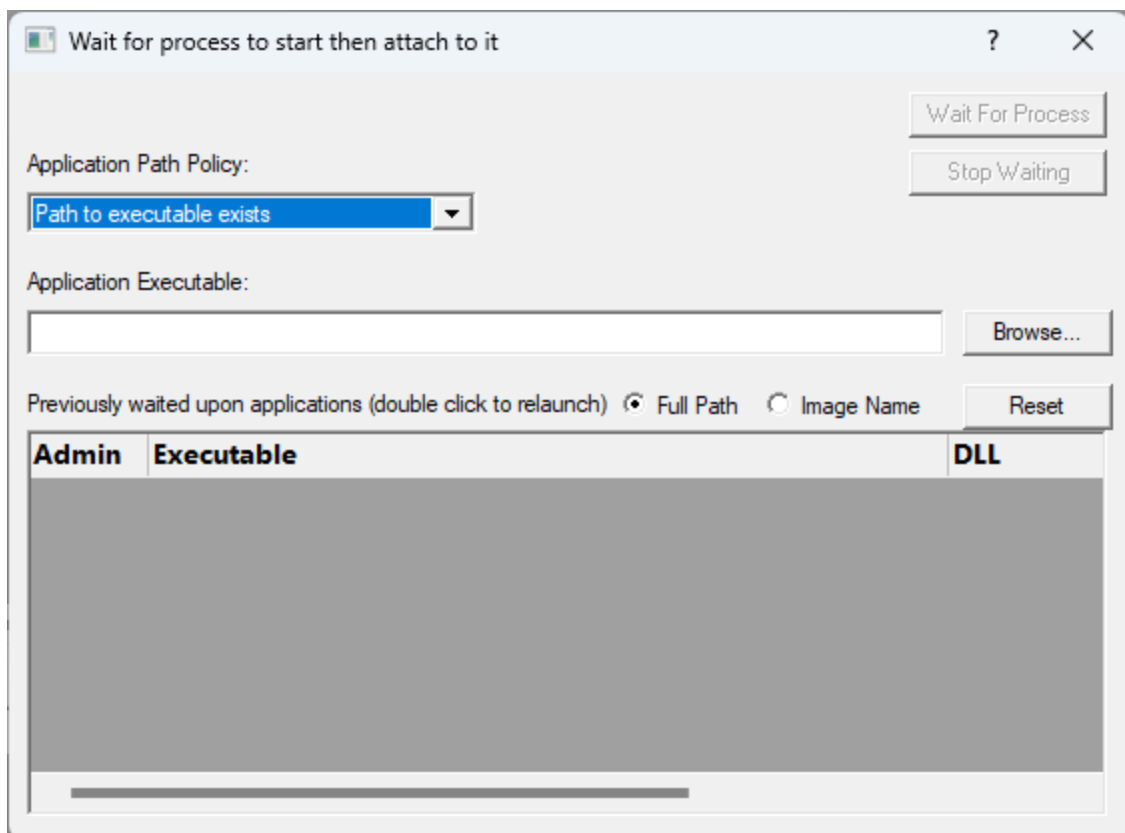 Wait for process to start then attach to it
?
Wait For Process
Application Path Policy:
Stop Waiting
Path to executable exists
Application Executable:
Browse...
Previously waited upon applications (double click to relaunch) Full Path Image Name Reset
Admin Executable DLL